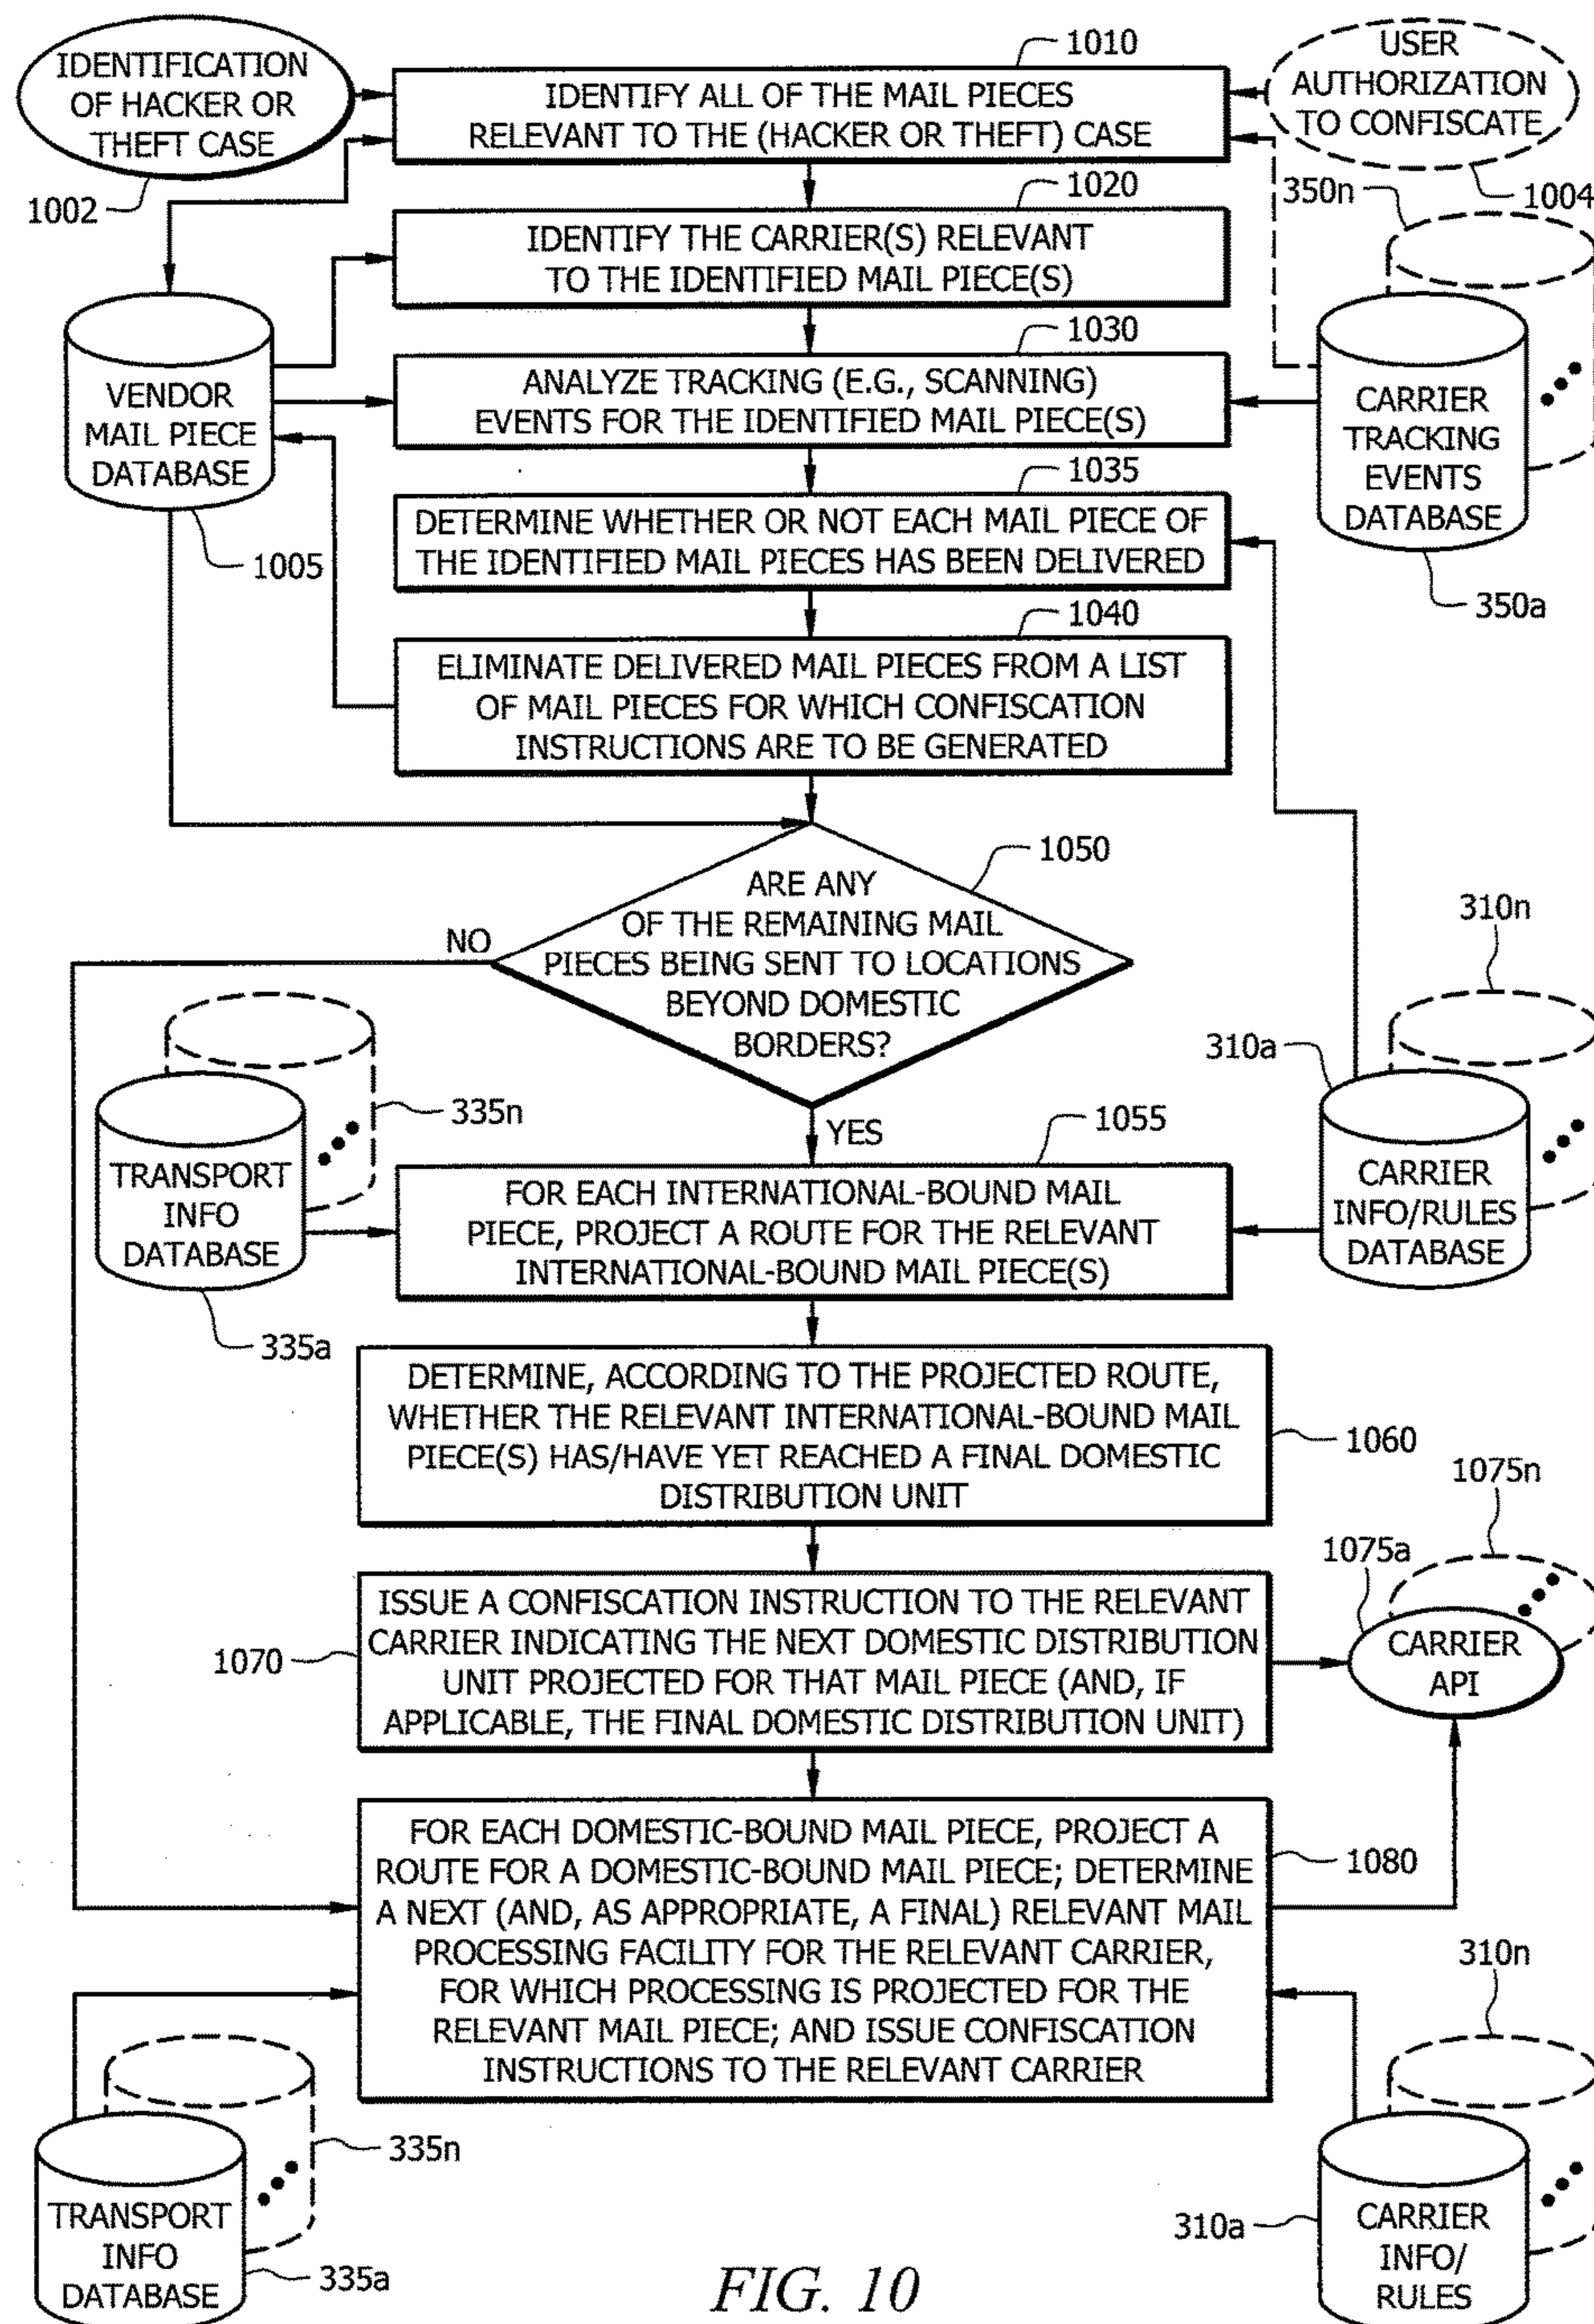 IDENTIFICATION
OF HACKER OR
THEFT CASE
1002
1010
IDENTIFY ALL OF THE MAIL PIECES
RELEVANT TO THE (HACKER OR THEFT) CASE
USER
AUTHORIZATION
TO CONFISCATE
1004
1020
IDENTIFY THE CARRIER(S) RELEVANT
TO THE IDENTIFIED MAIL PIECE(S)
350n
VENDOR
MAIL PIECE
DATABASE
1005
1030
ANALYZE TRACKING (E.G., SCANNING)
EVENTS FOR THE IDENTIFIED MAIL PIECE(S)
CARRIER
TRACKING
EVENTS
DATABASE
350a
1035
DETERMINE WHETHER OR NOT EACH MAIL PIECE OF
THE IDENTIFIED MAIL PIECES HAS BEEN DELIVERED
1040
ELIMINATE DELIVERED MAIL PIECES FROM A LIST
OF MAIL PIECES FOR WHICH CONFISCATION
INSTRUCTIONS ARE TO BE GENERATED
1050
ARE ANY
OF THE REMAINING MAIL
PIECES BEING SENT TO LOCATIONS
BEYOND DOMESTIC
BORDERS?
NO
YES
310n
310a
CARRIER
INFO/RULES
DATABASE
335n
TRANSPORT
INFO
DATABASE
335a
1055
FOR EACH INTERNATIONAL-BOUND MAIL
PIECE, PROJECT A ROUTE FOR THE RELEVANT
INTERNATIONAL-BOUND MAIL PIECE(S)
DETERMINE, ACCORDING TO THE PROJECTED ROUTE,
WHETHER THE RELEVANT INTERNATIONAL-BOUND MAIL
PIECE(S) HAS/HAVE YET REACHED A FINAL DOMESTIC
DISTRIBUTION UNIT
1060
1075n
1075a
CARRIER
API
ISSUE A CONFISCATION INSTRUCTION TO THE RELEVANT
CARRIER INDICATING THE NEXT DOMESTIC DISTRIBUTION
UNIT PROJECTED FOR THAT MAIL PIECE (AND, IF
APPLICABLE, THE FINAL DOMESTIC DISTRIBUTION UNIT)
1070
FOR EACH DOMESTIC-BOUND MAIL PIECE, PROJECT A
ROUTE FOR A DOMESTIC-BOUND MAIL PIECE; DETERMINE
A NEXT (AND, AS APPROPRIATE, A FINAL) RELEVANT MAIL
PROCESSING FACILITY FOR THE RELEVANT CARRIER,
FOR WHICH PROCESSING IS PROJECTED FOR THE
RELEVANT MAIL PIECE; AND ISSUE CONFISCATION
INSTRUCTIONS TO THE RELEVANT CARRIER
1080
310n
335n
TRANSPORT
INFO
DATABASE
335a
310a
CARRIER
INFO/
RULES
FIG. 10